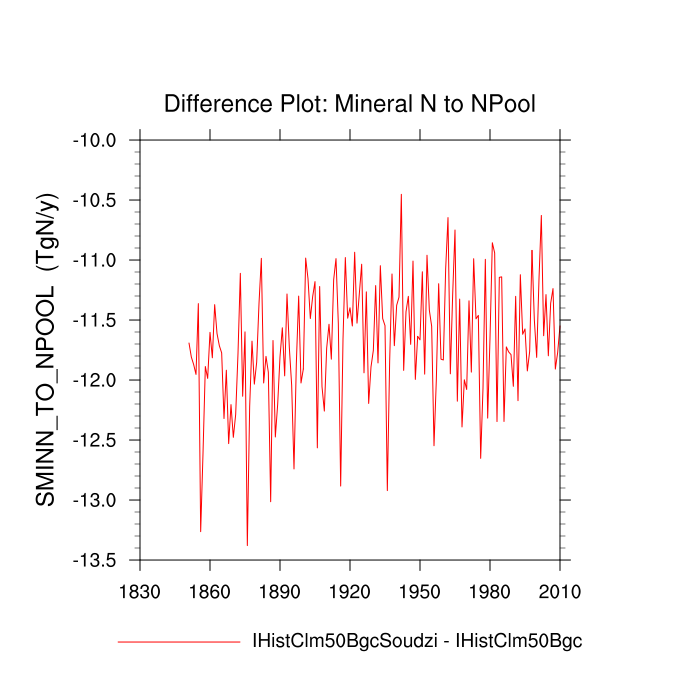 Difference Plot: Mineral N to NPool
SMINN_TO_NPOOL (TgN/y)
-10.0
-10.5
-11.0
-11.5
-12.0
-12.5
-13.0
-13.5
1830 1860 1890 1920 1950 1980 2010
IHistClm50BgcSoudzi - IHistClm50Bgc